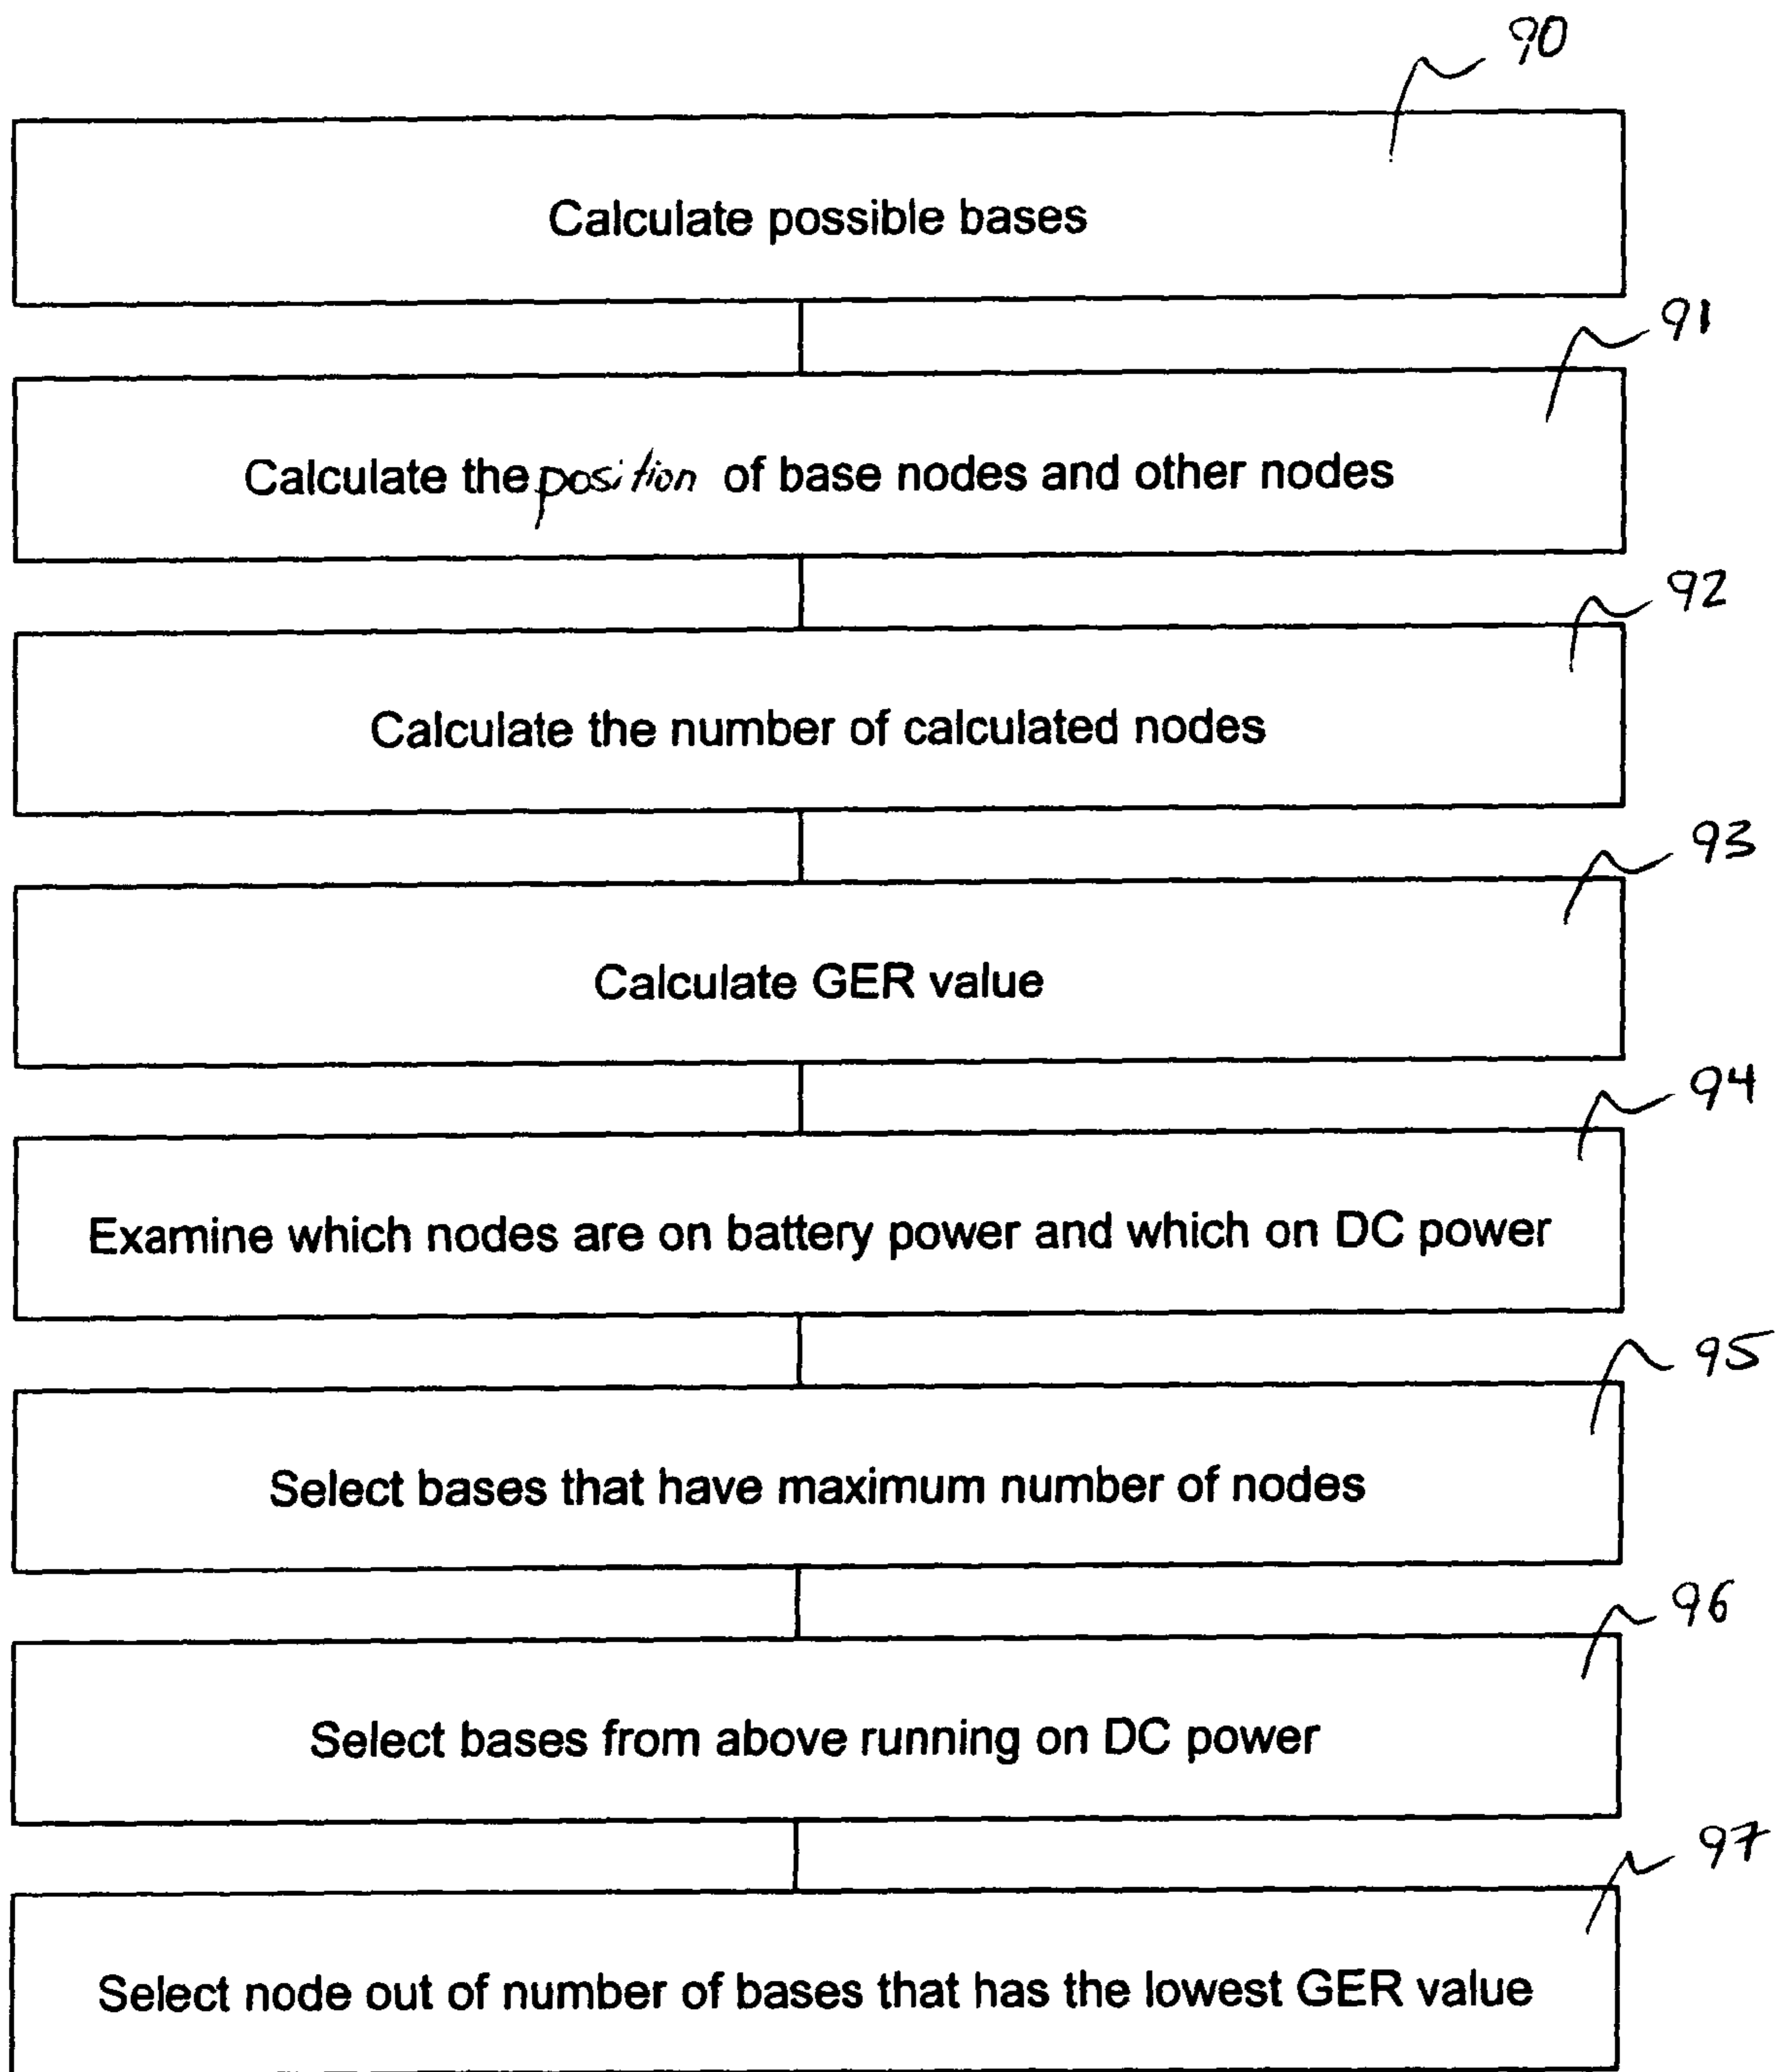 90
Calculate possible bases
91
Calculate the position of base nodes and other nodes
92
Calculate the number of calculated nodes
93
Calculate GER value
94
Examine which nodes are on battery power and which on DC power
95
Select bases that have maximum number of nodes
96
Select bases from above running on DC power
97
Select node out of number of bases that has the lowest GER value